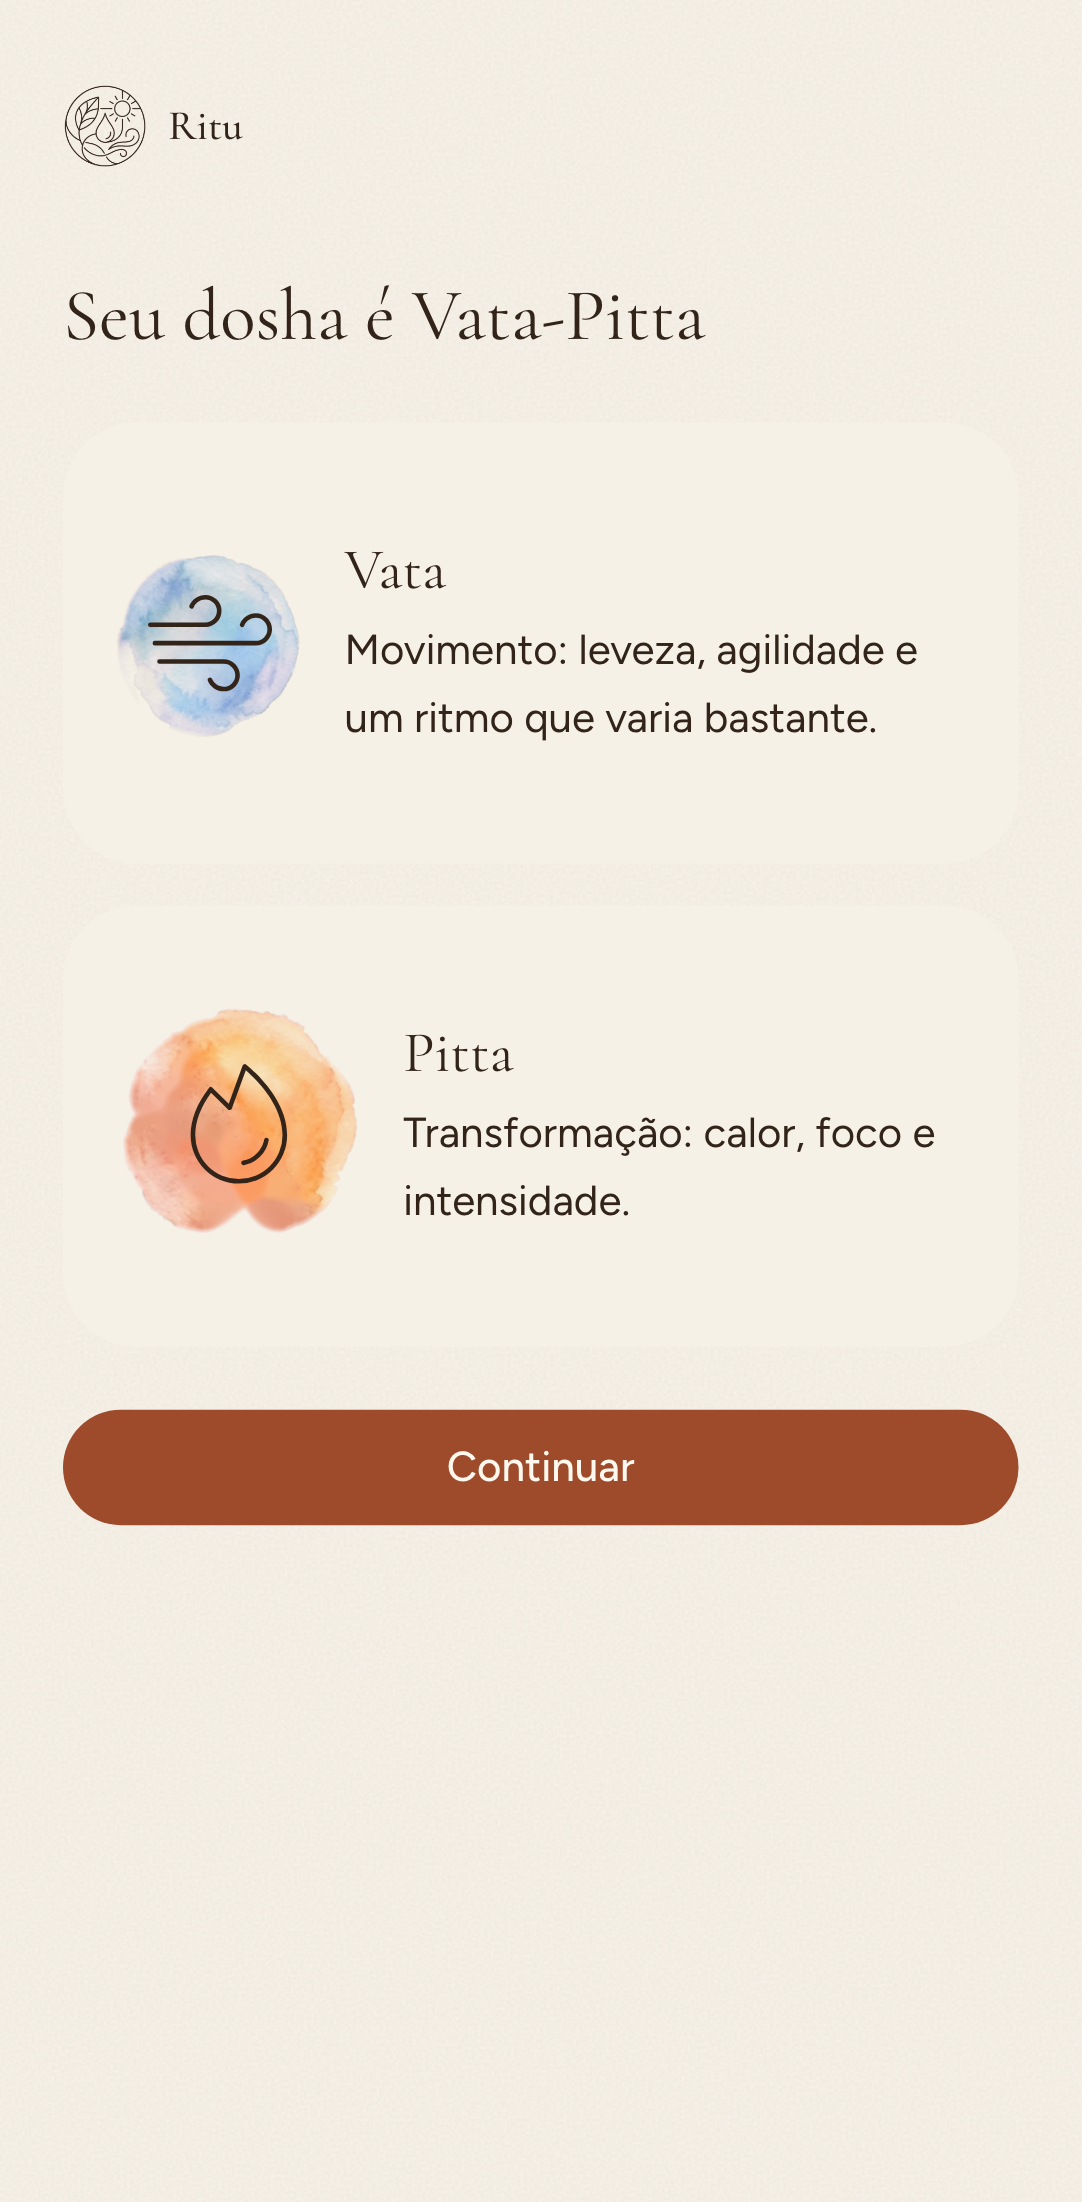 Ritu
Seu dosha é Vata-Pitta
Vata
Movimento: leveza, agilidade e
um ritmo que varia bastante.
Pitta
Transformação: calor, foco e
intensidade.
Continuar